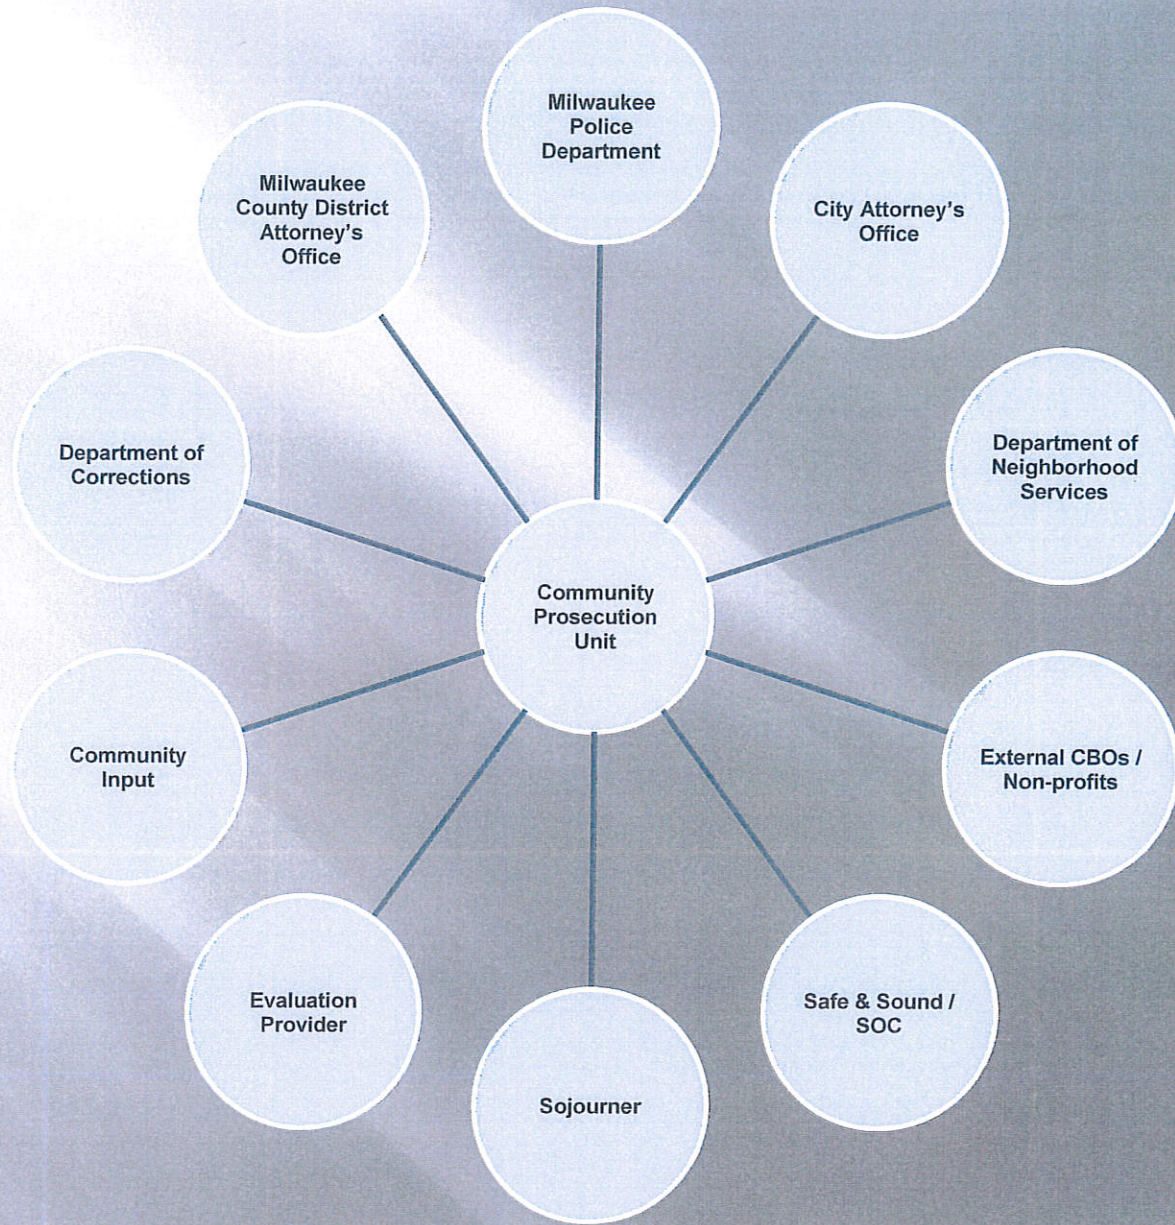 Milwaukee
Police
Department
City Attorney's
Office
Department of
Neighborhood
Services
External CBOs /
Non-profits
Safe & Sound /
SOC
Sojourner
Evaluation
Provider
Community
Input
Department of
Corrections
Milwaukee
County District
Attorney's
Office
Community
Prosecution
Unit